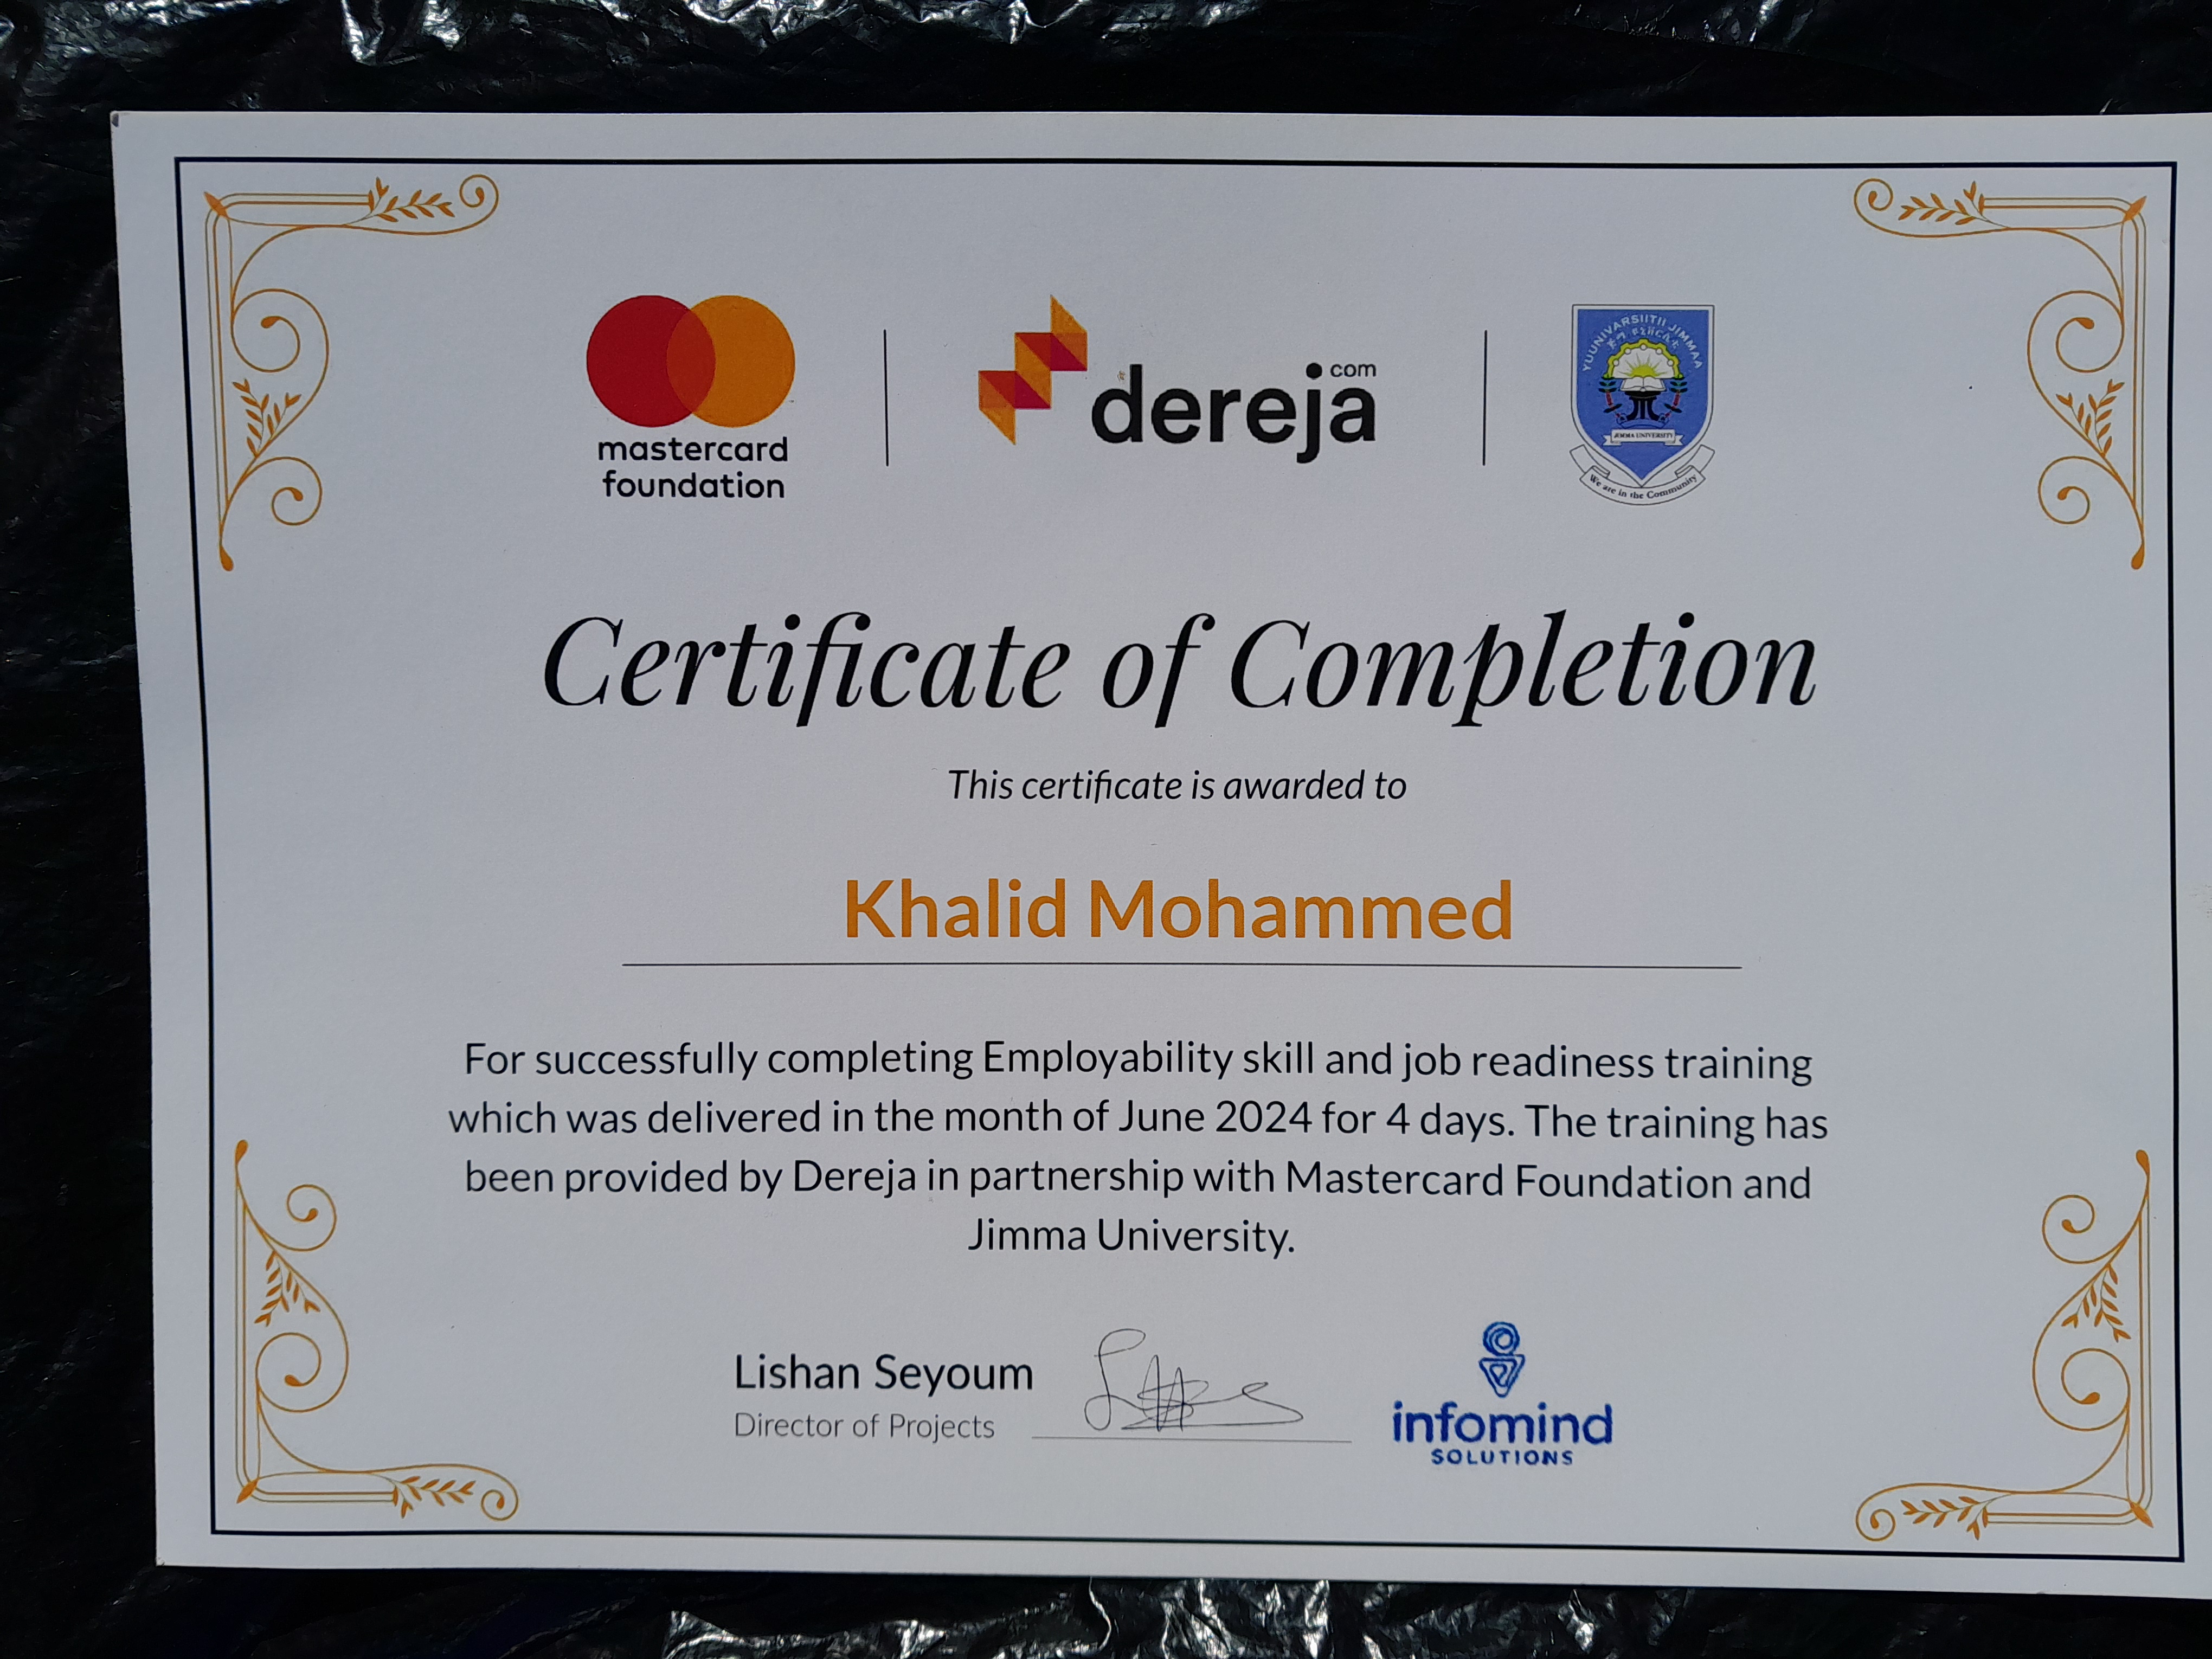 mastercard
foundation
dereja.com
YUUNIVARSIITII JIMMAA
ጅማ ዩኒቨርሲቲ
JIMMA UNIVERSITY
We are in the Community
Certificate of Completion
This certificate is awarded to
Khalid Mohammed
For successfully completing Employability skill and job readiness training
which was delivered in the month of June 2024 for 4 days. The training has
been provided by Dereja in partnership with Mastercard Foundation and
Jimma University.
Lishan Seyoum
Director of Projects
infomind
SOLUTIONS